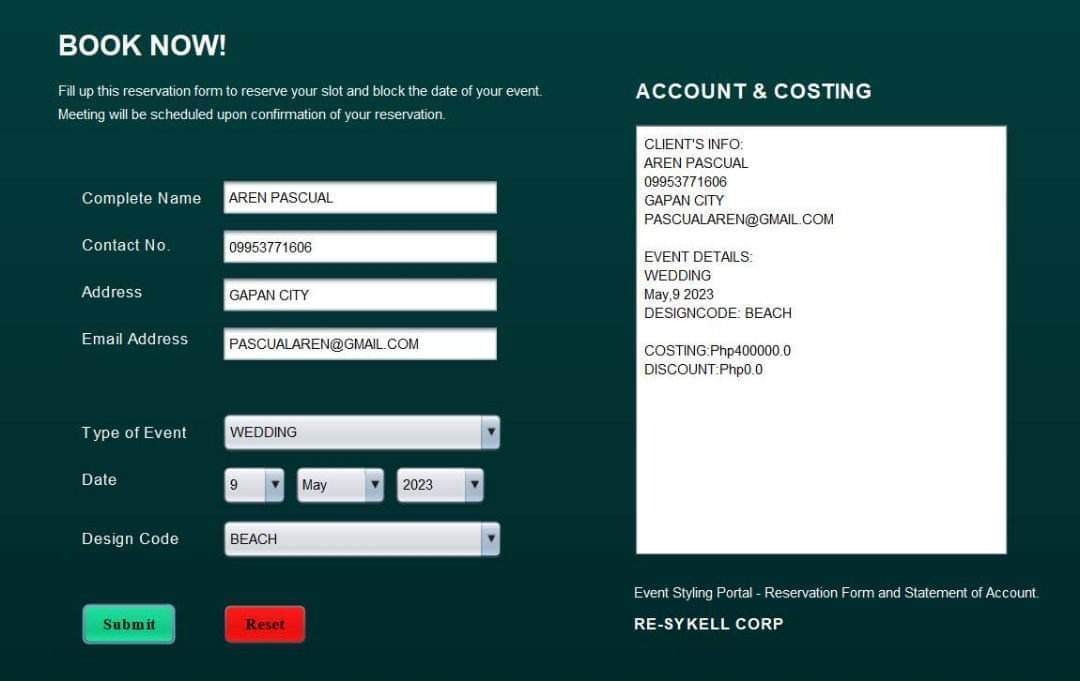 BOOK NOW!
Fill up this reservation form to reserve your slot and block the date of your event.
Meeting will be scheduled upon confirmation of your reservation.
Complete Name AREN PASCUAL
Contact No. 09953771606
Address GAPAN CITY
Email Address PASCUALAREN@GMAIL.COM
Type of Event WEDDING
Date 9 May 2023
Design Code BEACH
Submit Reset
ACCOUNT & COSTING
CLIENT'S INFO:
AREN PASCUAL
09953771606
GAPAN CITY
PASCUALAREN@GMAIL.COM
EVENT DETAILS:
WEDDING
May,9 2023
DESIGNCODE: BEACH
COSTING:Php400000.0
DISCOUNT:Php0.0
Event Styling Portal - Reservation Form and Statement of Account.
RE-SYKELL CORP